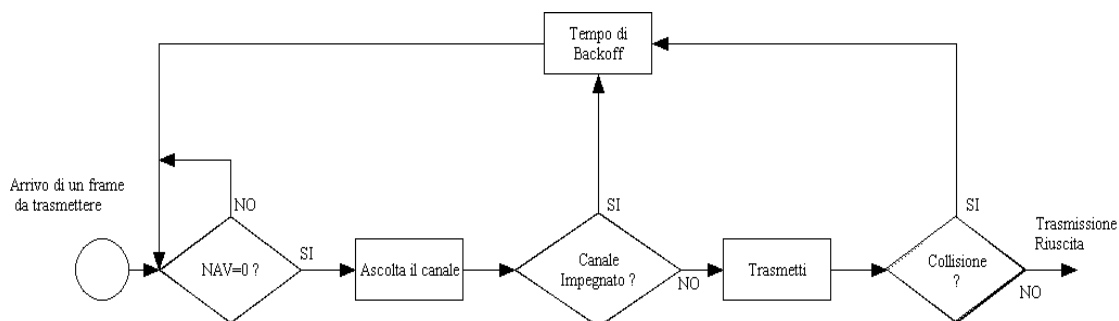 Tempo di
Backoff
Arrivo di un frame
da trasmettere
NO
NAV=0 ?
SI
Ascolta il canale
SI
Canale
Impegnato ?
NO
Trasmetti
SI
Collisione
?
NO
Trasmissione
Riuscita